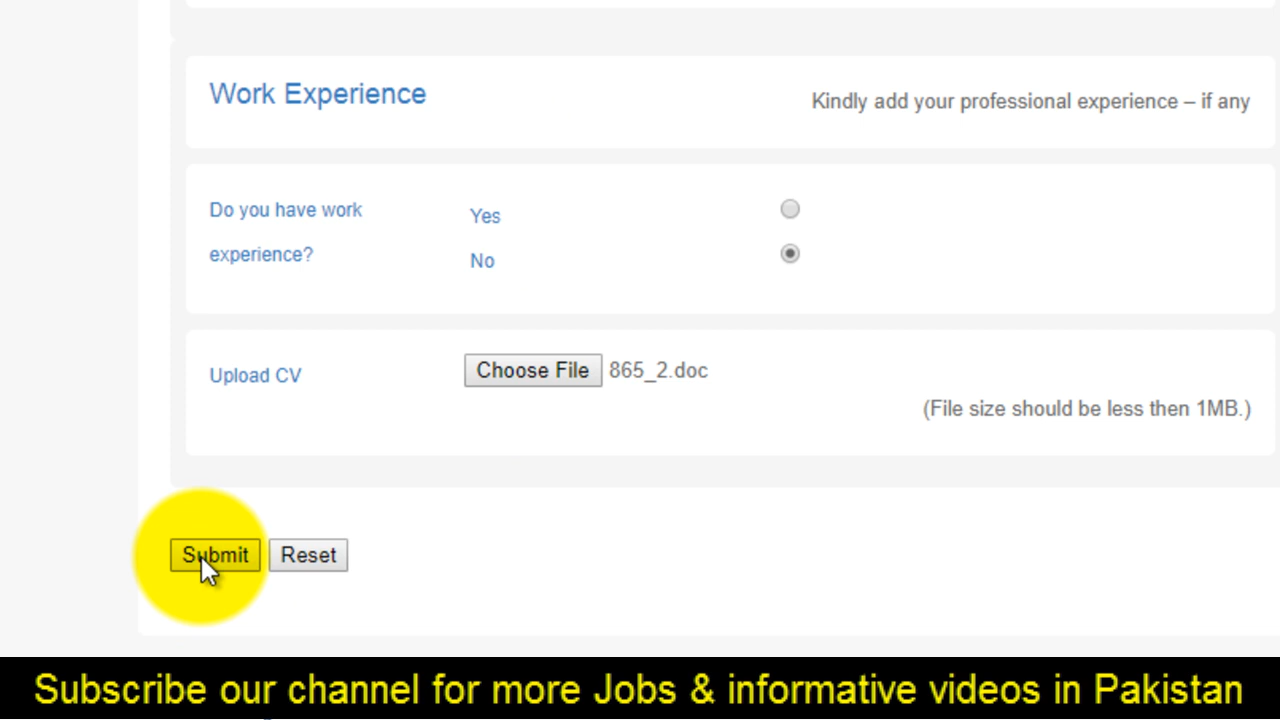 Work Experience
Kindly add your professional experience – if any
Do you have work
experience?
Yes
No
Upload CV
Choose File 865_2.doc
(File size should be less then 1MB.)
Submit Reset
Subscribe our channel for more Jobs & informative videos in Pakistan